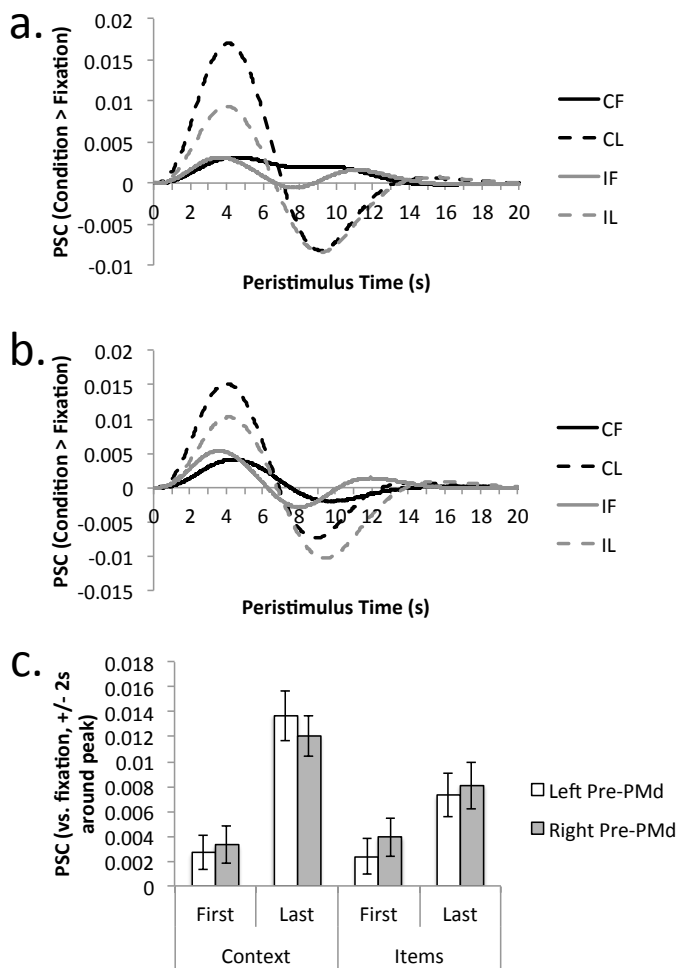 a.
PSC (Condition > Fixation)
0.02
0.015
0.01
0.005
0
-0.005
-0.01
0 2 4 6 8 10 12 14 16 18 20
Peristimulus Time (s)
CF
CL
IF
IL
b.
PSC (Condition > Fixation)
0.02
0.015
0.01
0.005
0
-0.005
-0.01
-0.015
0 2 4 6 8 10 12 14 16 18 20
Peristimulus Time (s)
CF
CL
IF
IL
c.
PSC (vs. fixation, +/- 2s
around peak)
0.018
0.016
0.014
0.012
0.01
0.008
0.006
0.004
0.002
0
First Last First Last
Context Items
Left Pre-PMd
Right Pre-PMd